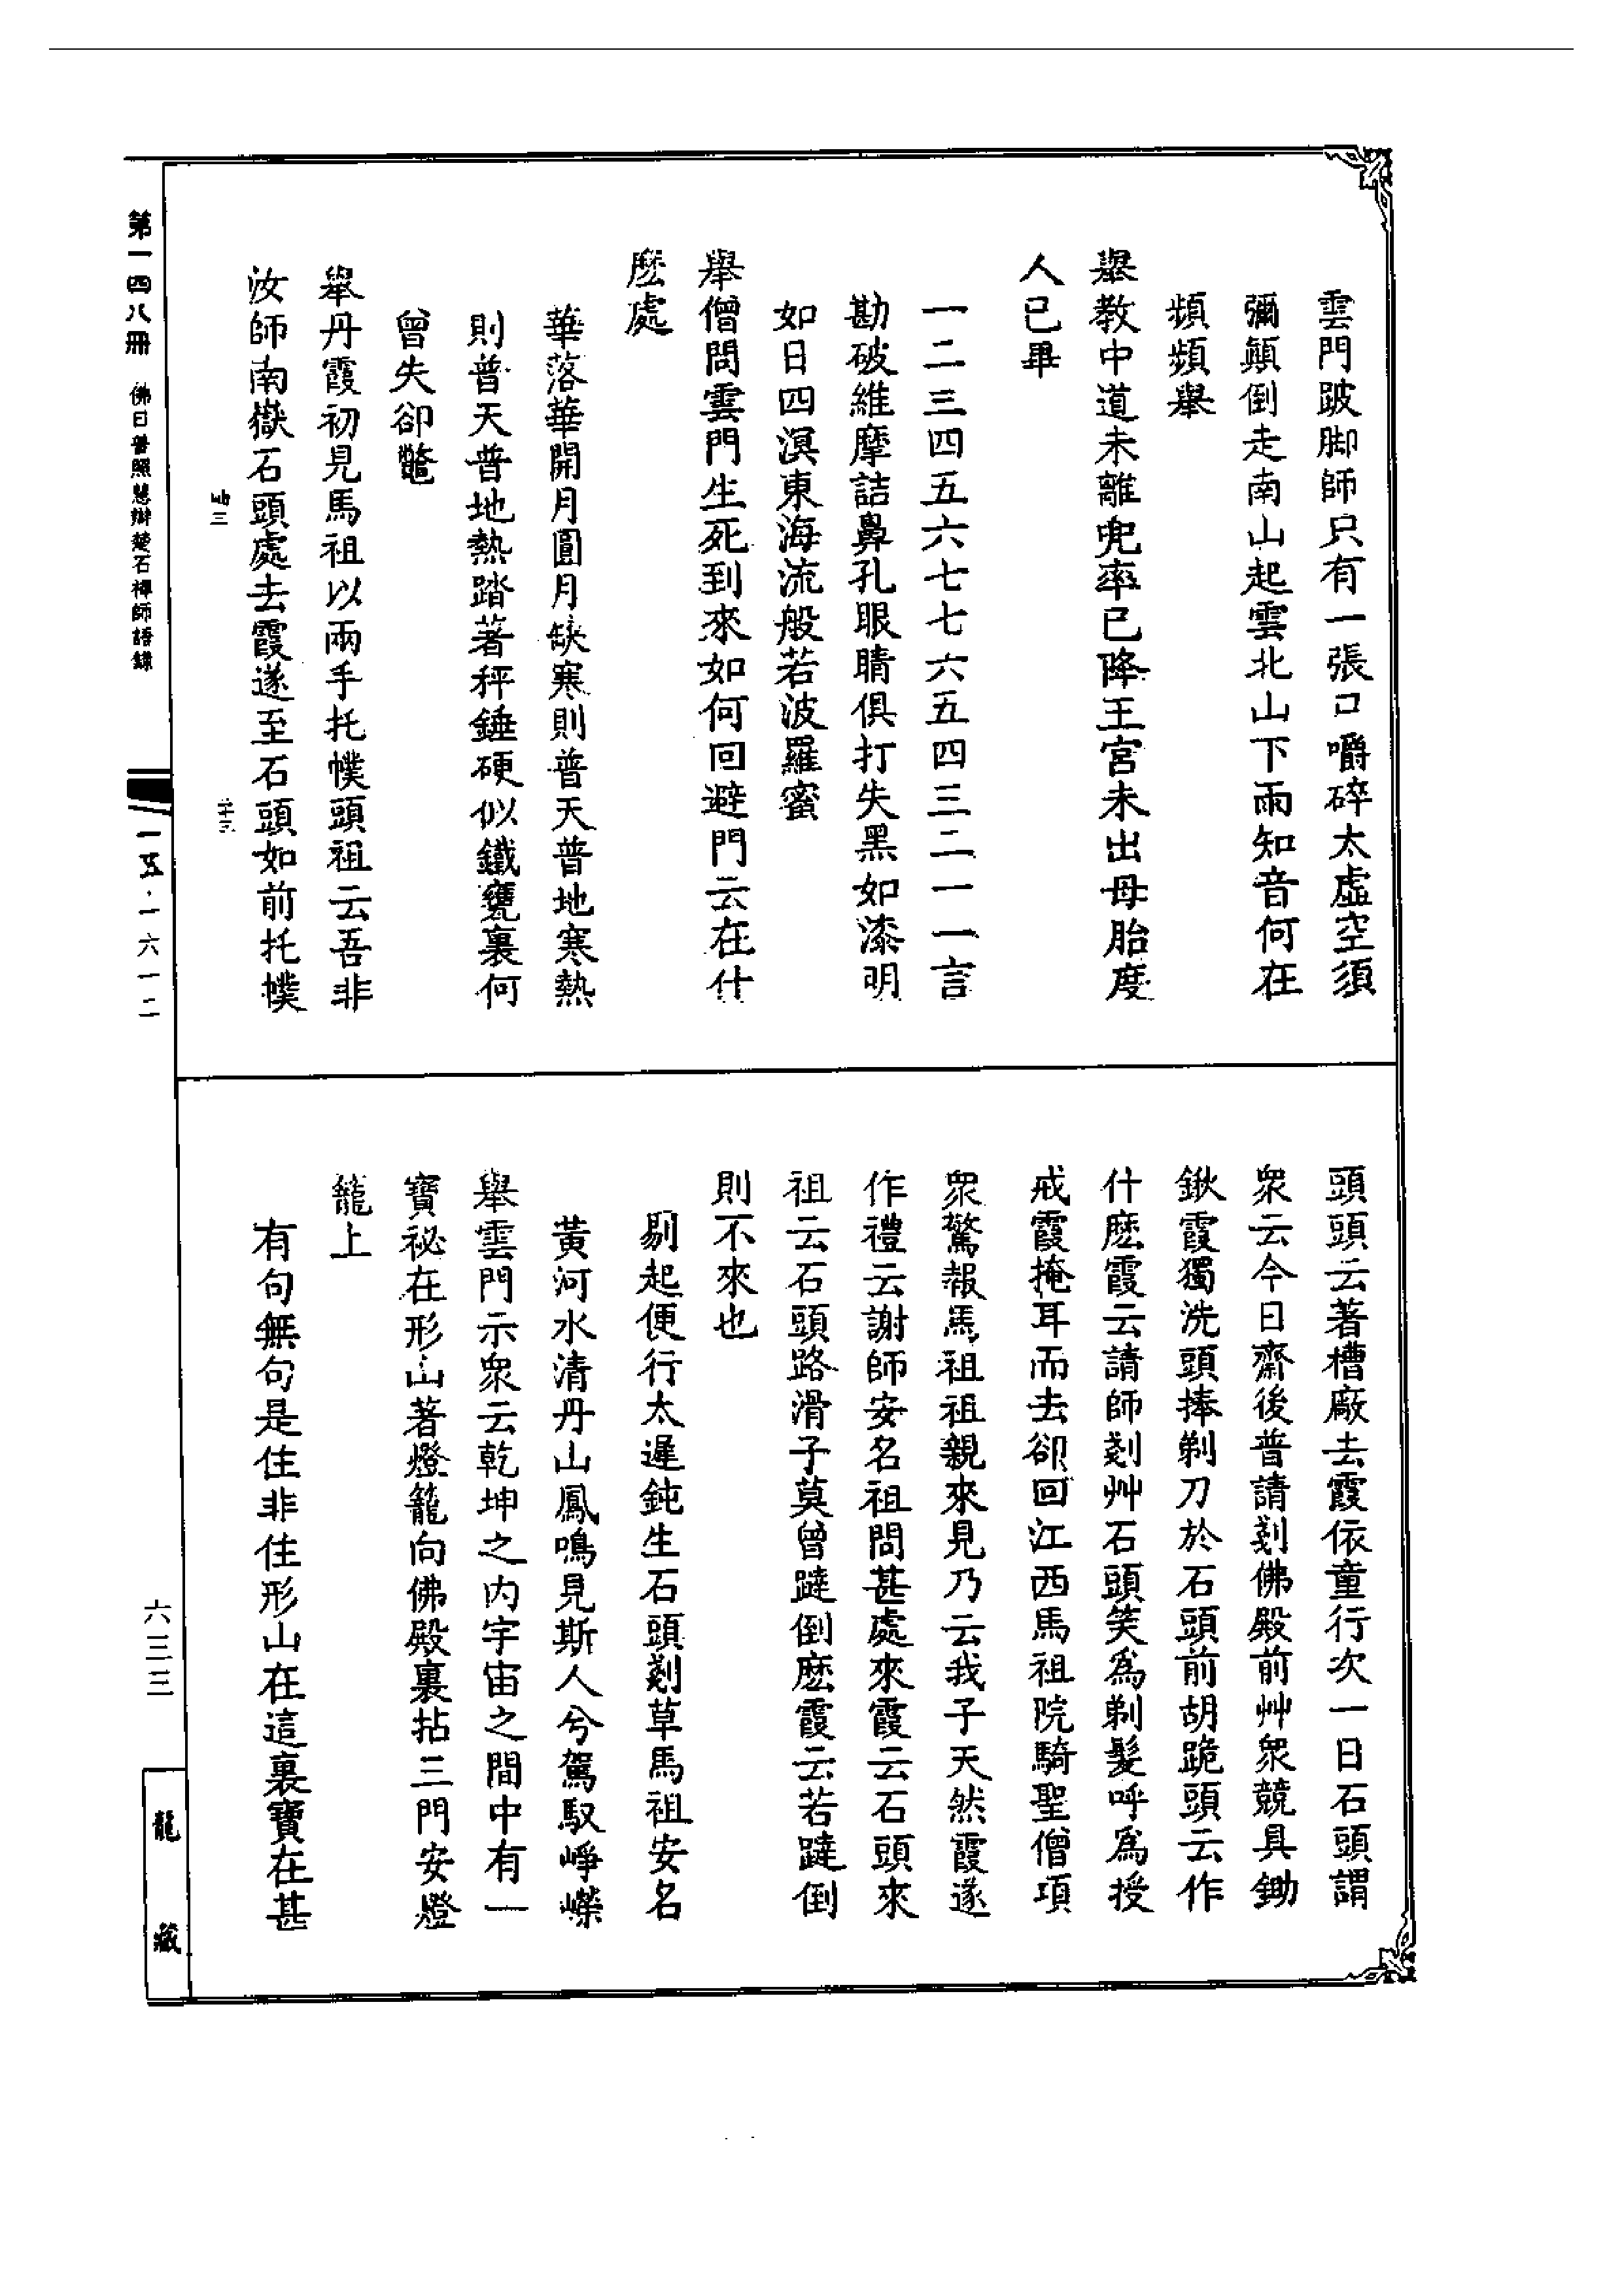 雲門跛脚師只有一張口嚼碎太虛空須
彌顛倒走南山起雲北山下雨知音何在
頻頻舉
舉教中道未離兜率已降王宮未出母胎度
人已畢
一二三四五六七七六五四三二一一言
勘破維摩詰鼻孔眼睛俱打失黑如漆明
如日四溟東海流般若波羅蜜
舉僧問雲門生死到來如何回避門云在什
麽處
華落華開月圓月缺寒則普天普地寒熱
則普天普地熱踏著秤錘硬似鐵甕裏何
曾失卻鼈
舉丹霞初見馬祖以兩手托幞頭祖云吾非
汝師南嶽石頭處去霞遂至石頭如前托幞
頭頭云著槽廠去霞依童行次一日石頭謂
衆云今日齋後普請剗佛殿前艸衆競具鋤
鍬霞獨洗頭捧剃刀於石頭前胡跪頭云作
什麽霞云請師剗艸石頭笑爲剃髮呼爲授
戒霞掩耳而去卻回江西馬祖院騎聖僧項
衆驚報馬祖祖親來見乃云我子天然霞遂
作禮云謝師安名祖問甚處來霞云石頭來
祖云石頭路滑子莫曾躂倒麽霞云若躂倒
則不來也
剔起便行太遲鈍生石頭剗草馬祖安名
黃河水清丹山鳳鳴見斯人兮駕馭崢嶸
舉雲門示衆云乾坤之内宇宙之間中有一
寶祕在形山著燈籠向佛殿裏拈三門安燈
籠上
有句無句是住非住形山在這裏寶在甚
第一四八冊 佛日普照慧辯楚石禪師語錄
一五·一六一二
六三三
龍藏